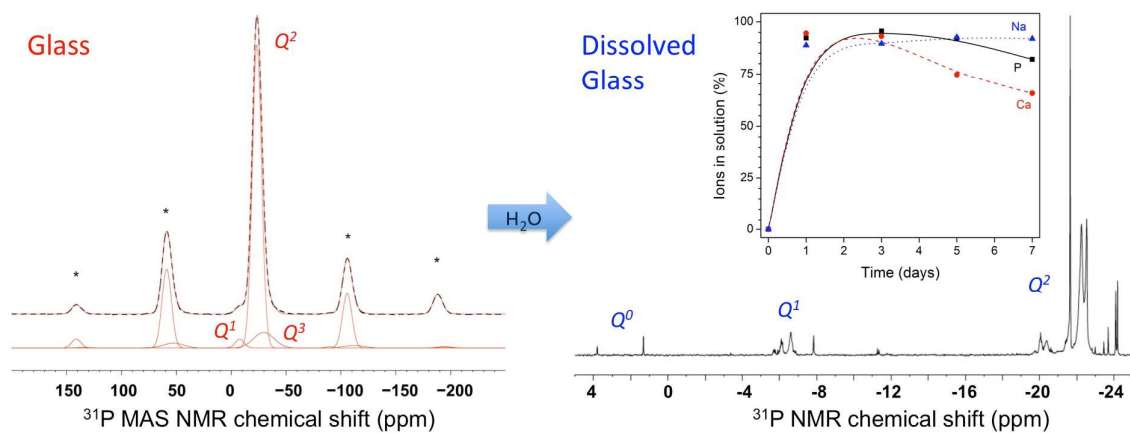 Glass
Q2
*
*
*
*
Q1
Q3
150 100 50 0 -50 -100 -150 -200
31P MAS NMR chemical shift (ppm)
H2O
Dissolved
Glass
100
75
50
25
0
Ions in solution (%)
Na
P
Ca
0 1 2 3 4 5 6 7
Time (days)
Q0
Q1
Q2
4 0 -4 -8 -12 -16 -20 -24
31P NMR chemical shift (ppm)